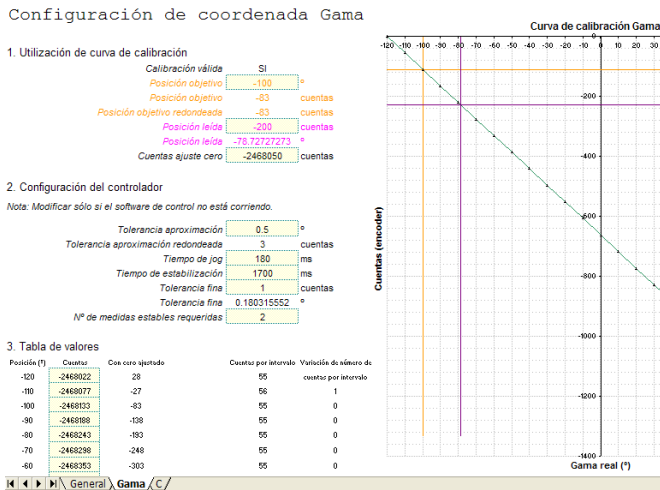 Configuración de coordenada Gama
1. Utilización de curva de calibración
Calibración válida SI
Posición objetivo -100 º
Posición objetivo -83 cuentas
Posición objetivo redondeada -83 cuentas
Posición leída -200 cuentas
Posición leída -78,72727273 º
Cuentas ajuste cero -2468050 cuentas
2. Configuración del controlador
Nota: Modificar sólo si el software de control no está corriendo.
Tolerancia aproximación 0.5 º
Tolerancia aproximación redondeada 3 cuentas
Tiempo de jog 180 ms
Tiempo de estabilización 1700 ms
Tolerancia fina 1 cuentas
Tolerancia fina 0.180315552 º
Nº de medidas estables requeridas 2
3. Tabla de valores
Posición (º) Cuentas Con cero ajustado Cuentas por intervalo Variación de número de
cuentas por intervalo
-120 -2468022 28 55
-110 -2468077 -27 56 1
-100 -2468133 -83 55 0
-90 -2468188 -138 55 0
-80 -2468243 -193 55 0
-70 -2468298 -248 55 0
-60 -2468353 -303 55 0
General Gama C
Curva de calibración Gama
-120 -110 -100 -90 -80 -70 -60 -50 -40 -30 -20 -10 0 10 20 30
-200
-400
-600
-800
-1000
-1200
-1400
Cuentas (encoder)
Gama real (º)